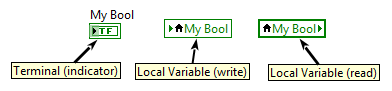 My Bool
TF
My Bool
My Bool
Terminal (indicator)
Local Variable (write)
Local Variable (read)